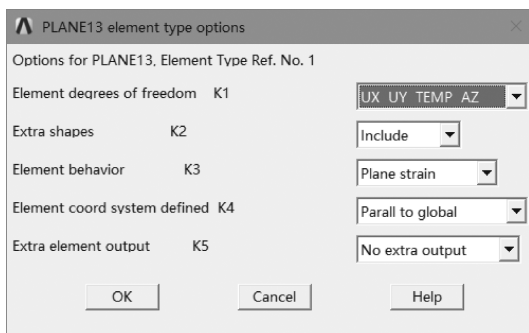 PLANE13 element type options
Options for PLANE13, Element Type Ref. No. 1
Element degrees of freedom K1 UX UY TEMP AZ
Extra shapes K2 Include
Element behavior K3 Plane strain
Element coord system defined K4 Parall to global
Extra element output K5 No extra output
OK Cancel Help